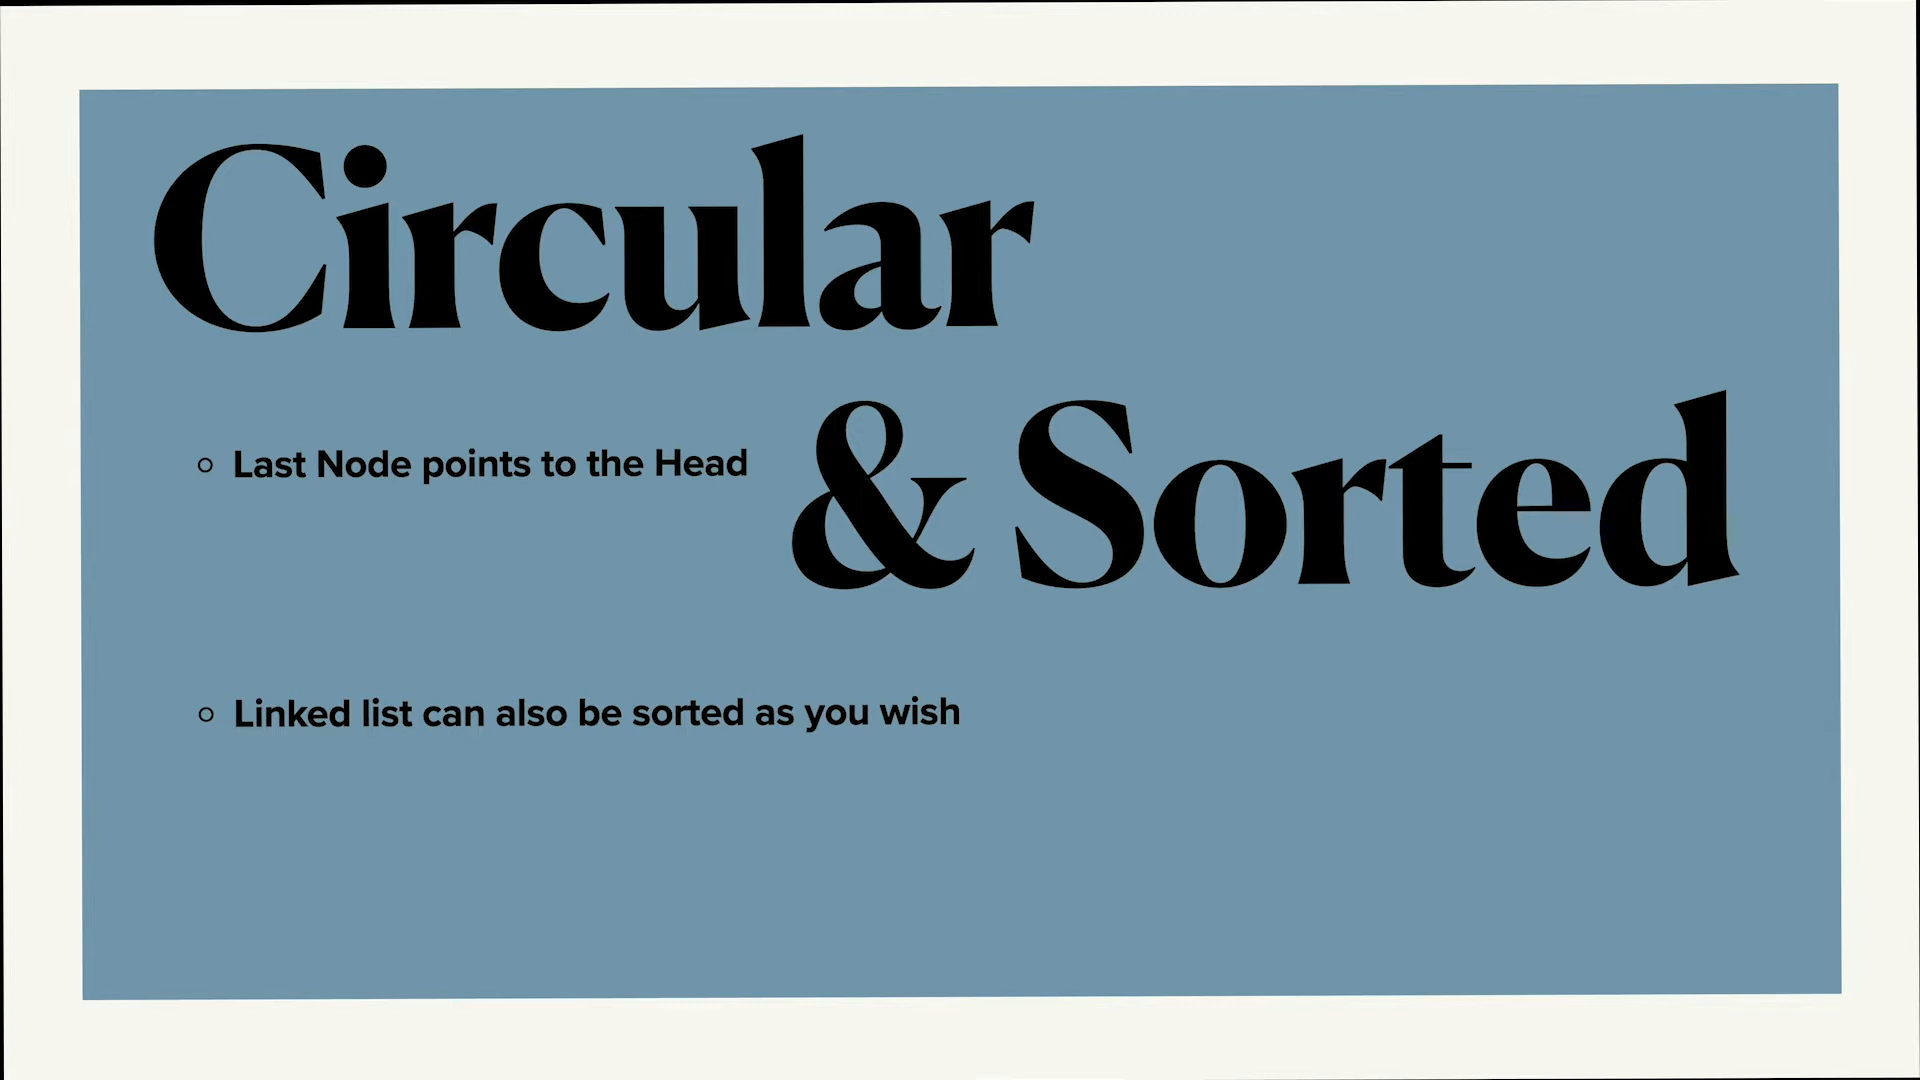 Circular
& Sorted
Last Node points to the Head
Linked list can also be sorted as you wish